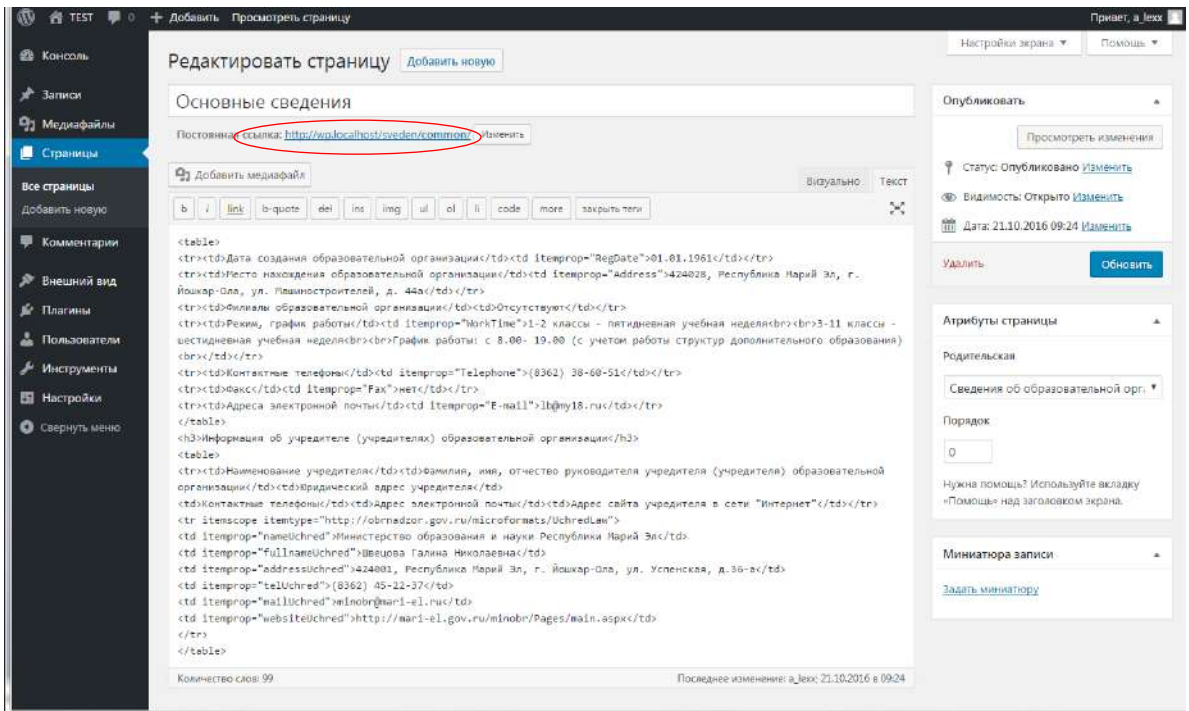 TEST 0 + Добавить Просмотреть страницу Привет, a_lexx
Настройки экрана ▼ Помощь ▼
Консоль
Записи
Медиафайлы
Страницы
Все страницы
Добавить новую
Комментарии
Внешний вид
Плагины
Пользователи
Инструменты
Настройки
Свернуть меню
Редактировать страницу Добавить новую
Основные сведения
Постоянная ссылка: http://wp.localhost/sveden/common/ Изменить
Добавить медиафайл Визуально Текст
b i link b-quote del ins img ul ol li code more закрыть теги
<table>
<tr><td>Дата создания образовательной организации</td><td itemprop="RegDate">01.01.1961</td></tr>
<tr><td>Место нахождения образовательной организации</td><td itemprop="Address">424028, Республика Марий Эл, г.
Йошкар-Ола, ул. Машиностроителей, д. 44а</td></tr>
<tr><td>Филиалы образовательной организации</td><td>Отсутствуют</td></tr>
<tr><td>Режим, график работы</td><td itemprop="WorkTime">1-2 классы - пятидневная учебная неделя<br><br>3-11 классы -
шестидневная учебная неделя<br><br>График работы: с 8.00- 19.00 (с учетом работы структур дополнительного образования)
<br></td></tr>
<tr><td>Контактные телефоны</td><td itemprop="Telephone">(8362) 38-60-51</td></tr>
<tr><td>Факс</td><td itemprop="Fax">нет</td></tr>
<tr><td>Адреса электронной почты</td><td itemprop="E-mail">lb@my18.ru</td></tr>
</table>
<h3>Информация об учредителе (учредителях) образовательной организации</h3>
<table>
<tr><td>Наименование учредителя</td><td>Фамилия, имя, отчество руководителя учредителя (учредителя) образовательной
организации</td><td>Юридический адрес учредителя</td>
<td>Контактные телефоны</td><td>Адрес электронной почты</td><td>Адрес сайта учредителя в сети "Интернет"</td></tr>
<tr itemscope itemtype="http://obrnadzor.gov.ru/microformats/UchredLaw">
<td itemprop="nameUchred">Министерство образования и науки Республики Марий Эл</td>
<td itemprop="fullnameUchred">Швецова Галина Николаевна</td>
<td itemprop="addressUchred">424001, Республика Марий Эл, г. Йошкар-Ола, ул. Успенская, д.36-а</td>
<td itemprop="telUchred">(8362) 45-22-37</td>
<td itemprop="mailUchred">minobr@mari-el.ru</td>
<td itemprop="websiteUchred">http://mari-el.gov.ru/minobr/Pages/main.aspx</td>
</tr>
</table>
Количество слов: 99 Последнее изменение: a_lexx; 21.10.2016 в 09:24
Опубликовать
Просмотреть изменения
Статус: Опубликовано Изменить
Видимость: Открыто Изменить
Дата: 21.10.2016 09:24 Изменить
Удалить Обновить
Атрибуты страницы
Родительская
Сведения об образовательной орг.
Порядок
0
Нужна помощь? Используйте вкладку
«Помощь» над заголовком экрана.
Миниатюра записи
Задать миниатюру